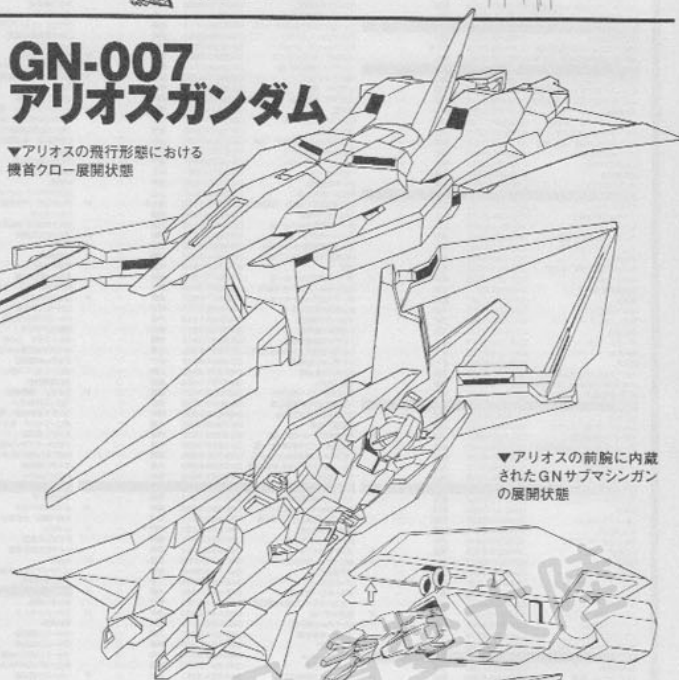 GN-007
アリオスガンダム
▼アリオスの飛行形態における
機首クロー展開状態
▼アリオスの前腕に内蔵
されたGNサブマシンガン
の展開状態